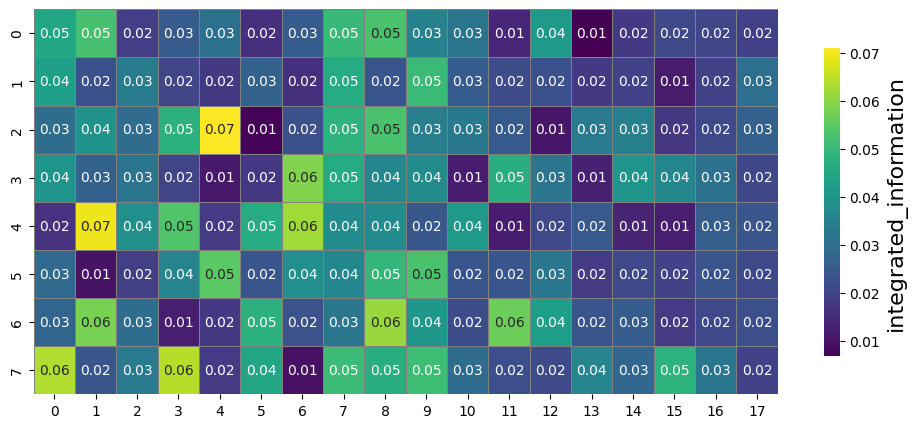 0 0.05 0.05 0.02 0.03 0.03 0.02 0.03 0.05 0.05 0.03 0.03 0.01 0.04 0.01 0.02 0.02 0.02 0.02
1 0.04 0.02 0.03 0.02 0.02 0.03 0.02 0.05 0.02 0.05 0.03 0.02 0.02 0.02 0.02 0.01 0.02 0.03
2 0.03 0.04 0.03 0.05 0.07 0.01 0.02 0.05 0.05 0.03 0.03 0.02 0.01 0.03 0.03 0.02 0.02 0.03
3 0.04 0.03 0.03 0.02 0.01 0.02 0.06 0.05 0.04 0.04 0.01 0.05 0.03 0.01 0.04 0.04 0.03 0.02
4 0.02 0.07 0.04 0.05 0.02 0.05 0.06 0.04 0.04 0.02 0.04 0.01 0.02 0.02 0.01 0.01 0.03 0.02
5 0.03 0.01 0.02 0.04 0.05 0.02 0.04 0.04 0.05 0.05 0.02 0.02 0.03 0.02 0.02 0.02 0.02 0.02
6 0.03 0.06 0.03 0.01 0.02 0.05 0.02 0.03 0.06 0.04 0.02 0.06 0.04 0.02 0.03 0.02 0.02 0.02
7 0.06 0.02 0.03 0.06 0.02 0.04 0.01 0.05 0.05 0.05 0.03 0.02 0.02 0.04 0.03 0.05 0.03 0.02
0 1 2 3 4 5 6 7 8 9 10 11 12 13 14 15 16 17
0.07
0.06
0.05
0.04
0.03
0.02
0.01
integrated_information